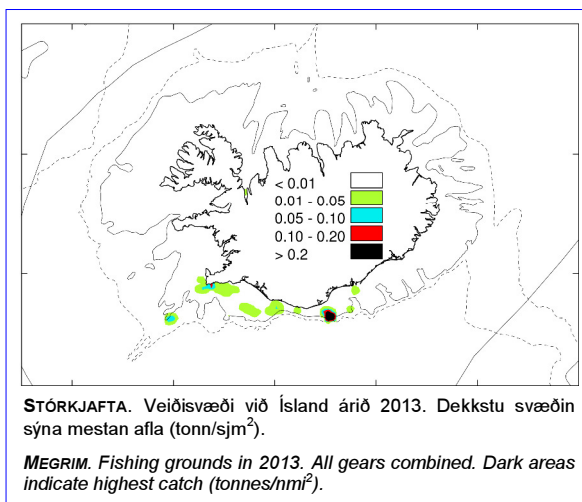 < 0.01
0.01 - 0.05
0.05 - 0.10
0.10 - 0.20
> 0.2
STÓRKJAFTA. Veiðisvæði við Ísland árið 2013. Dekkstu svæðin
sýna mestan afla (tonn/sjm²).
MEGRIM. Fishing grounds in 2013. All gears combined. Dark areas
indicate highest catch (tonnes/nmi²).